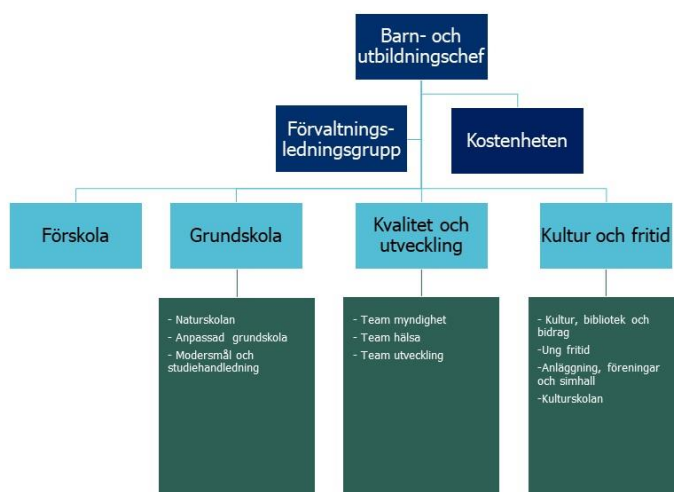 Barn- och
utbildningschef
Förvaltnings-
ledningsgrupp
Kostenheten
Förskola
Grundskola
Kvalitet och
utveckling
Kultur och fritid
- Naturskolan
- Anpassad grundskola
- Modersmål och
studiehandledning
- Team myndighet
- Team hälsa
- Team utveckling
- Kultur, bibliotek och
bidrag
-Ung fritid
-Anläggning, föreningar
och simhall
-Kulturskolan